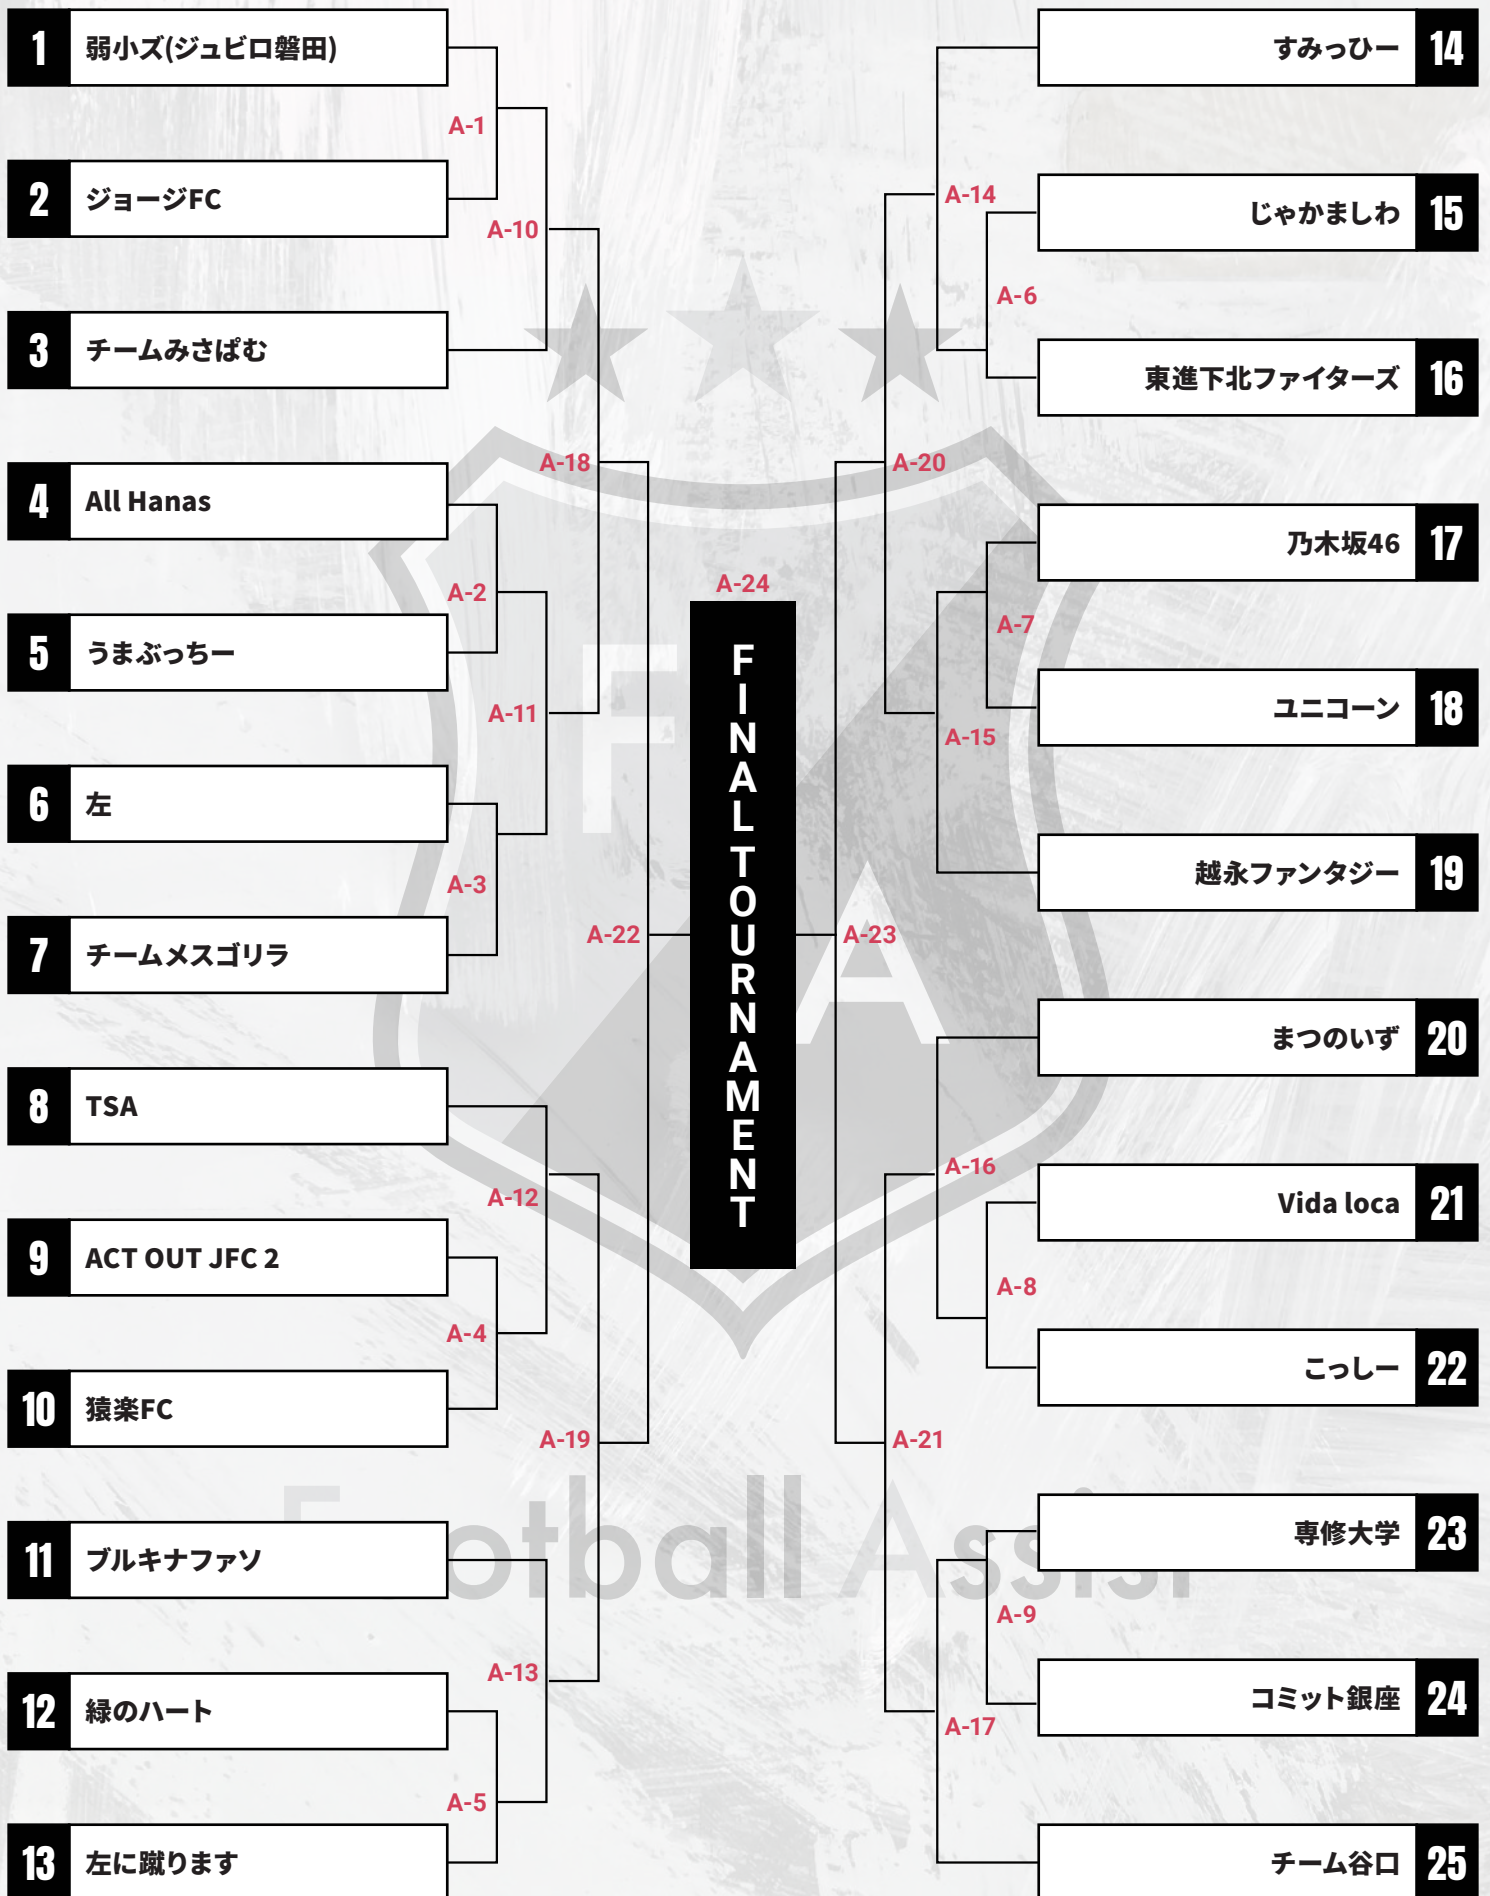 1 弱小ズ(ジュビロ磐田)
A-1
2 ジョージFC
A-10
3 チームみさぱむ
A-18
4 All Hanas
A-2
5 うまぶっちー
A-11
6 左
A-3
7 チームメスゴリラ
A-22
8 TSA
A-12
9 ACT OUT JFC 2
A-4
10 猿楽FC
A-19
11 ブルキナファソ
A-13
12 緑のハート
A-5
13 左に蹴ります
A-24
FINAL TOURNAMENT
すみっひー 14
A-14
じゃかましわ 15
A-6
東進下北ファイターズ 16
A-20
乃木坂46 17
A-7
ユニコーン 18
A-15
越永ファンタジー 19
A-23
まつのいず 20
A-16
Vida loca 21
A-8
こっしー 22
A-21
専修大学 23
A-9
コミット銀座 24
A-17
チーム谷口 25
F A
Football Assist